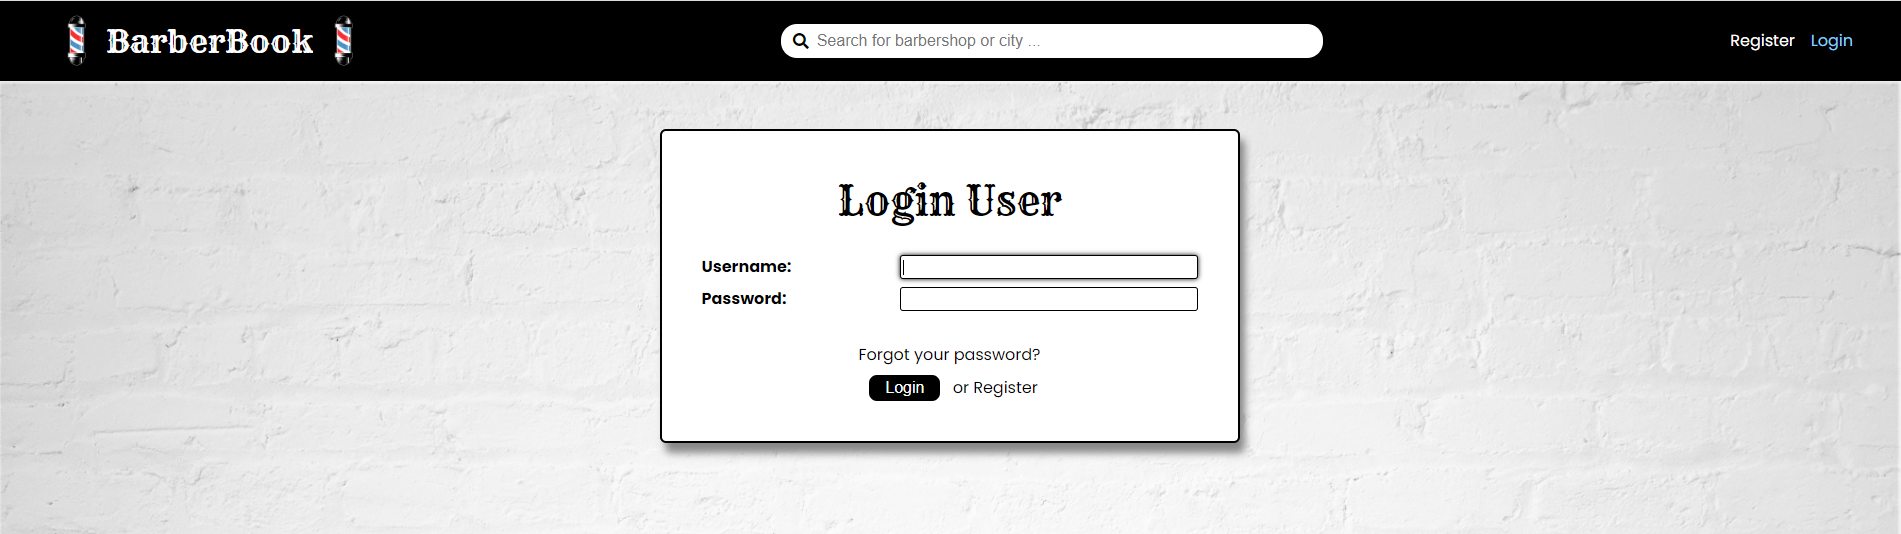 BarberBook
Search for barbershop or city ...
Register Login
Login User
Username:
Password:
Forgot your password?
Login or Register